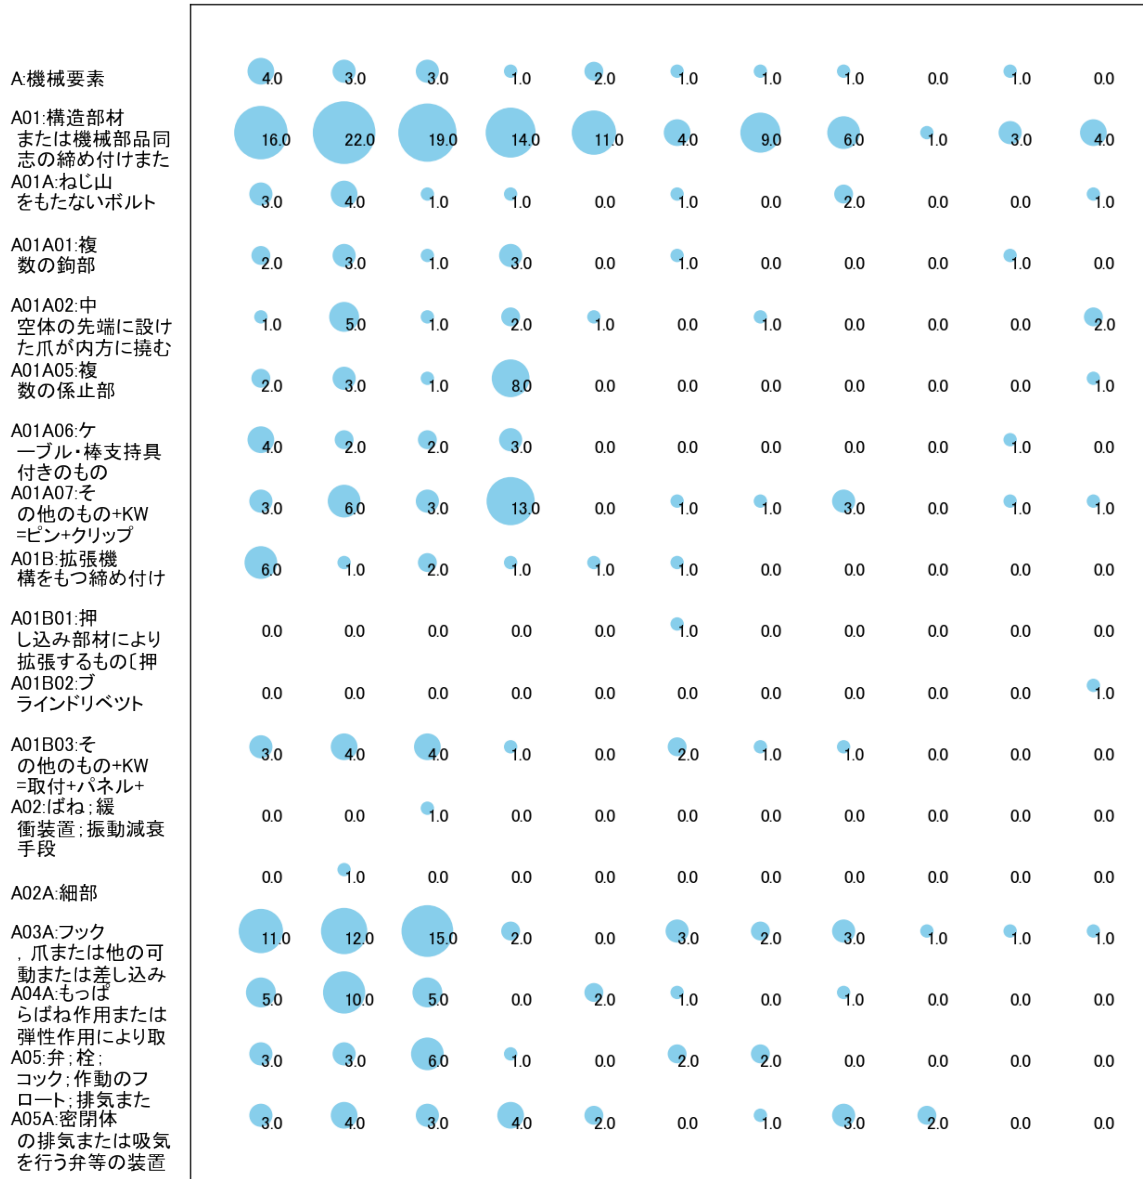 A:機械要素
4.0 3.0 3.0 1.0 2.0 1.0 1.0 1.0 0.0 1.0 0.0
A01:構造部材
または機械部品同
志の締め付けまた
16.0 22.0 19.0 14.0 11.0 4.0 9.0 6.0 1.0 3.0 4.0
A01A:ねじ山
をもたないボルト
3.0 4.0 1.0 1.0 0.0 1.0 0.0 2.0 0.0 0.0 1.0
A01A01:複
数の鉤部
2.0 3.0 1.0 3.0 0.0 1.0 0.0 0.0 0.0 1.0 0.0
A01A02:中
空体の先端に設け
た爪が内方に撓む
1.0 5.0 1.0 2.0 1.0 0.0 1.0 0.0 0.0 0.0 2.0
A01A05:複
数の係止部
2.0 3.0 1.0 8.0 0.0 0.0 0.0 0.0 0.0 0.0 1.0
A01A06:ケ
ーブル・棒支持具
付きのもの
4.0 2.0 2.0 3.0 0.0 0.0 0.0 0.0 0.0 1.0 0.0
A01A07:そ
の他のもの+KW
=ピン+クリップ
3.0 6.0 3.0 13.0 0.0 1.0 1.0 3.0 0.0 1.0 1.0
A01B:拡張機
構をもつ締め付け
6.0 1.0 2.0 1.0 1.0 1.0 0.0 0.0 0.0 0.0 0.0
A01B01:押
し込み部材により
拡張するもの〔押
0.0 0.0 0.0 0.0 0.0 1.0 0.0 0.0 0.0 0.0 0.0
A01B02:ブ
ラインドリベツト
0.0 0.0 0.0 0.0 0.0 0.0 0.0 0.0 0.0 0.0 1.0
A01B03:そ
の他のもの+KW
=取付+パネル+
3.0 4.0 4.0 1.0 0.0 2.0 1.0 1.0 0.0 0.0 0.0
A02:ばね;緩
衝装置;振動減衰
手段
0.0 0.0 1.0 0.0 0.0 0.0 0.0 0.0 0.0 0.0 0.0
A02A:細部
0.0 1.0 0.0 0.0 0.0 0.0 0.0 0.0 0.0 0.0 0.0
A03A:フック
,爪または他の可
動または差し込み
11.0 12.0 15.0 2.0 0.0 3.0 2.0 3.0 1.0 1.0 1.0
A04A:もっぱ
らばね作用または
弾性作用により取
5.0 10.0 5.0 0.0 2.0 1.0 0.0 1.0 0.0 0.0 0.0
A05:弁;栓;
コック;作動のフ
ロート;排気また
3.0 3.0 6.0 1.0 0.0 2.0 2.0 0.0 0.0 0.0 0.0
A05A:密閉体
の排気または吸気
を行う弁等の装置
3.0 4.0 3.0 4.0 2.0 0.0 1.0 3.0 2.0 0.0 0.0